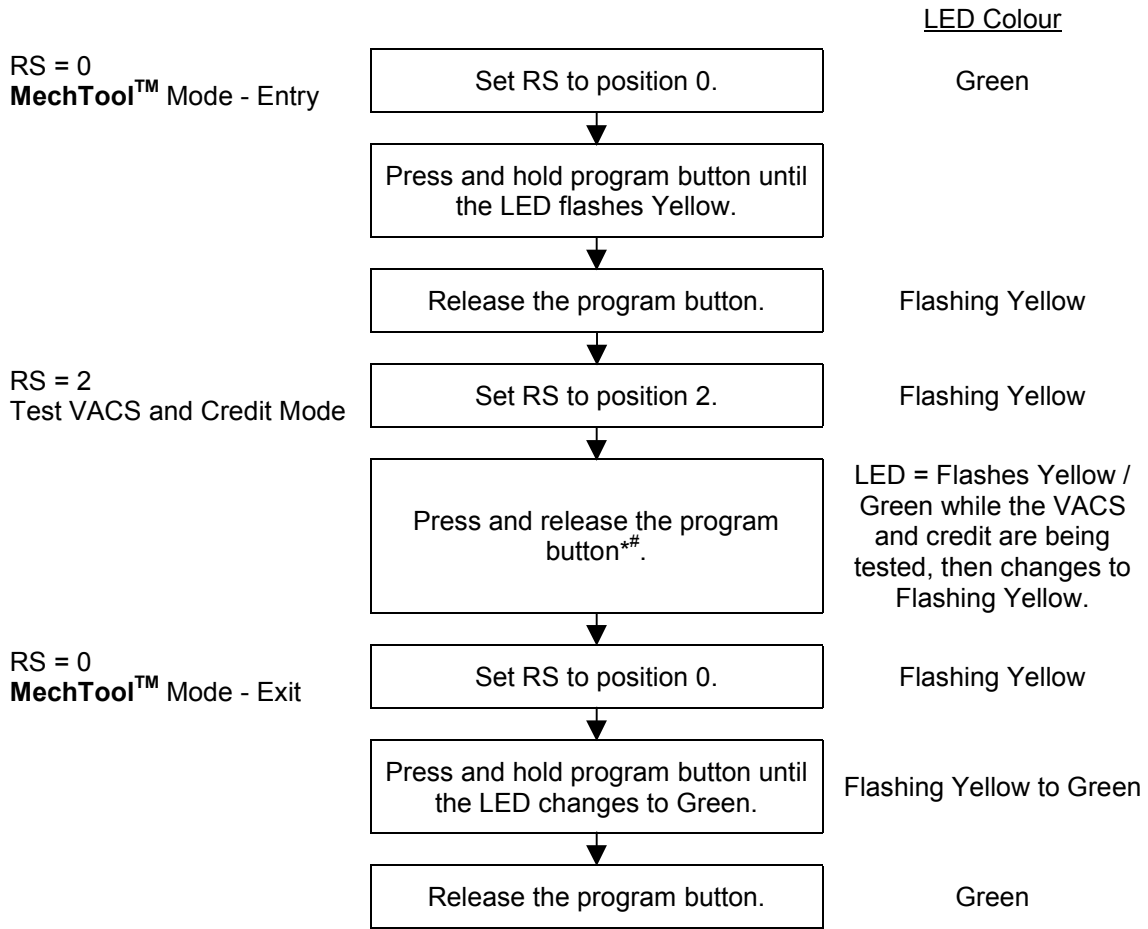 LED Colour
RS = 0
MechTool™ Mode - Entry
Set RS to position 0.
Green
Press and hold program button until
the LED flashes Yellow.
Release the program button.
Flashing Yellow
RS = 2
Test VACS and Credit Mode
Set RS to position 2.
Flashing Yellow
Press and release the program
button*#.
LED = Flashes Yellow /
Green while the VACS
and credit are being
tested, then changes to
Flashing Yellow.
RS = 0
MechTool™ Mode - Exit
Set RS to position 0.
Flashing Yellow
Press and hold program button until
the LED changes to Green.
Flashing Yellow to Green
Release the program button.
Green